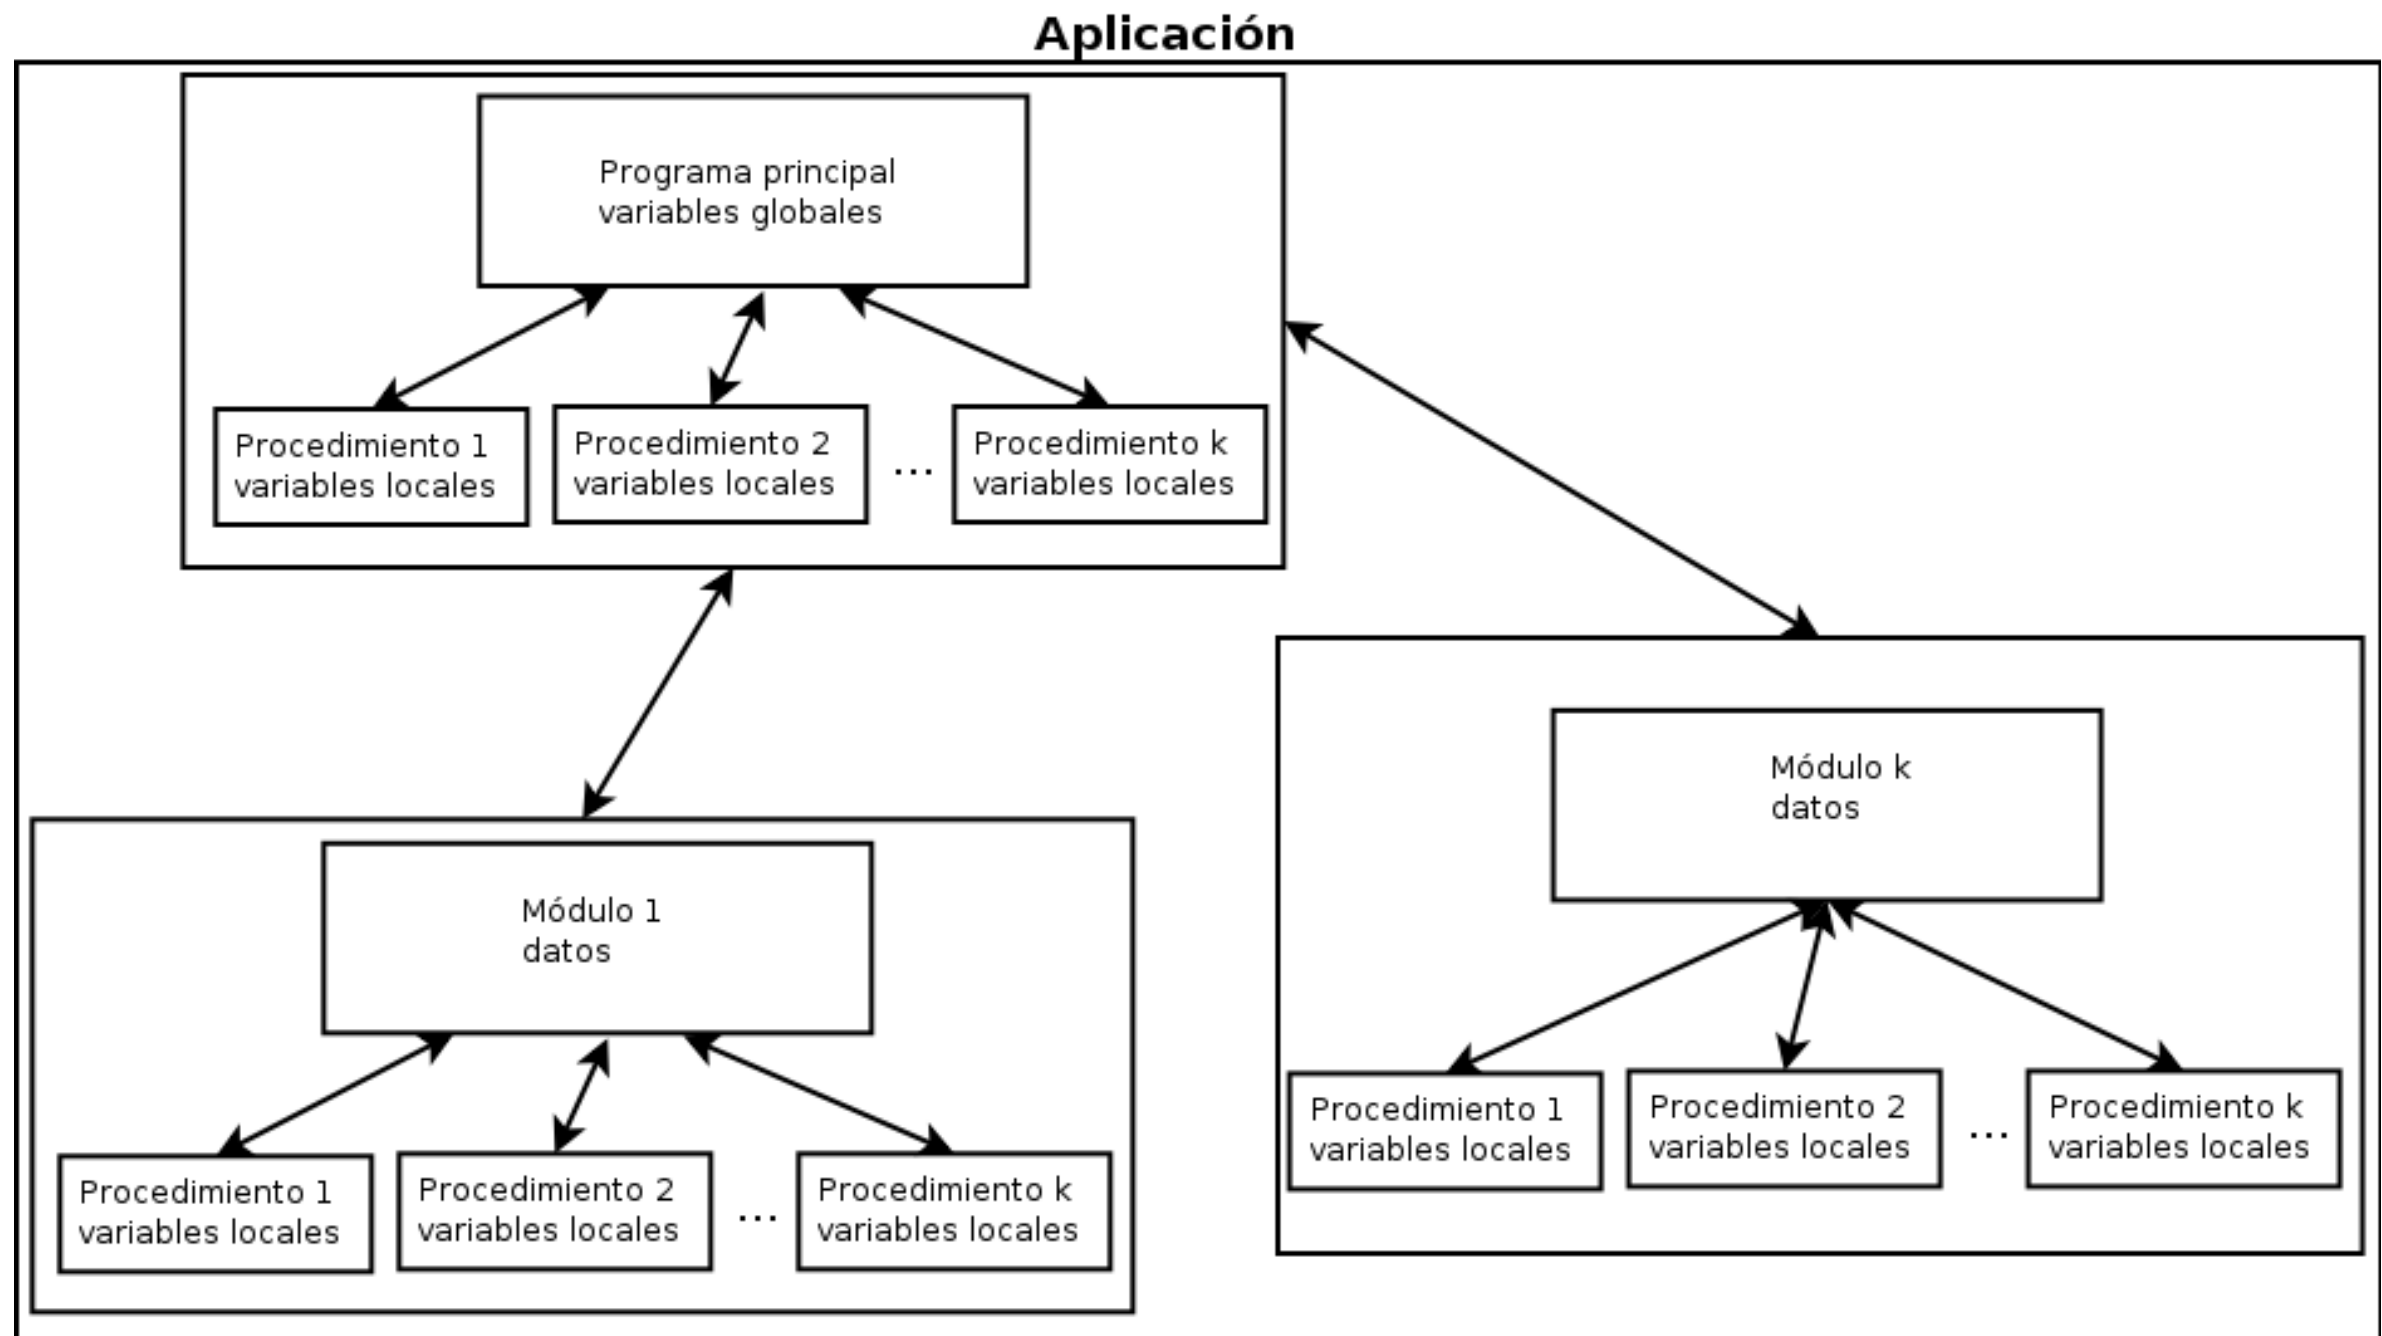 Aplicación
Programa principal
variables globales
Procedimiento 1
variables locales
Procedimiento 2
variables locales
...
Procedimiento k
variables locales
Módulo k
datos
Módulo 1
datos
Procedimiento 1
variables locales
Procedimiento 2
variables locales
...
Procedimiento k
variables locales
Procedimiento 1
variables locales
Procedimiento 2
variables locales
...
Procedimiento k
variables locales